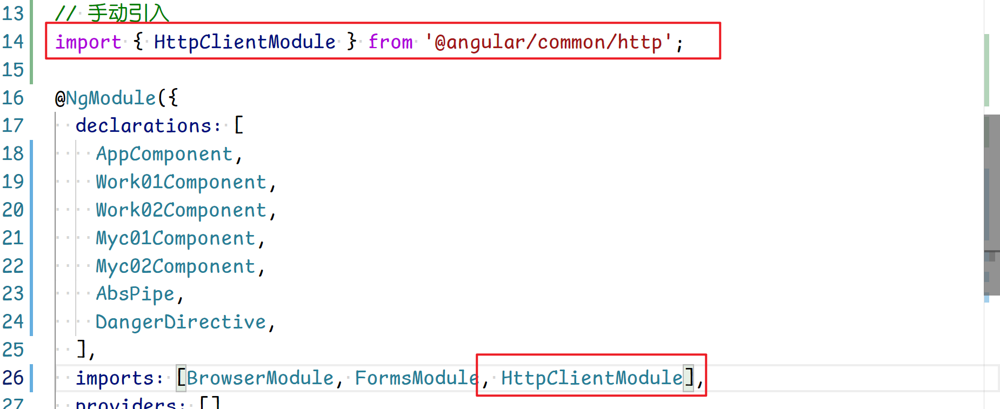 13 // 手动引入
14 import { HttpClientModule } from '@angular/common/http';
15
16 @NgModule({
17 declarations: [
18 AppComponent,
19 Work01Component,
20 Work02Component,
21 Myc01Component,
22 Myc02Component,
23 AbsPipe,
24 DangerDirective,
25 ],
26 imports: [BrowserModule, FormsModule, HttpClientModule],
27 providers: []